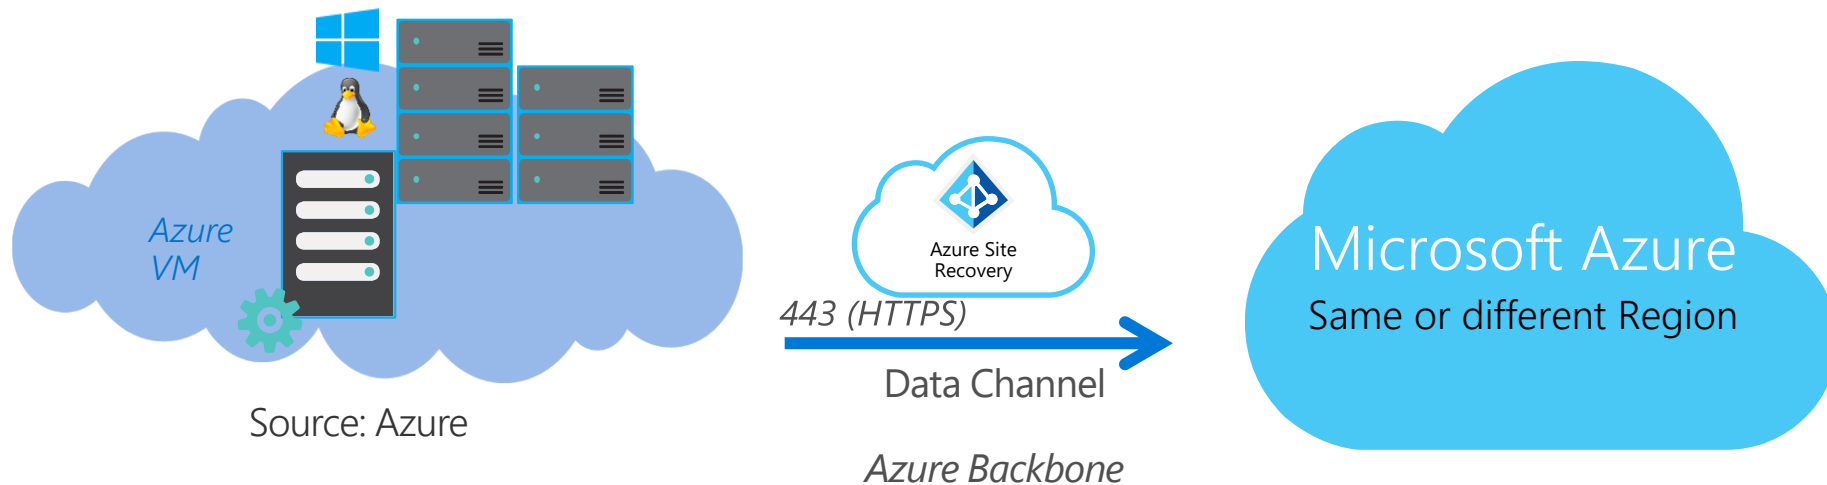 Azure
VM
Source: Azure
Azure Site
Recovery
443 (HTTPS)
Data Channel
Azure Backbone
Microsoft Azure
Same or different Region